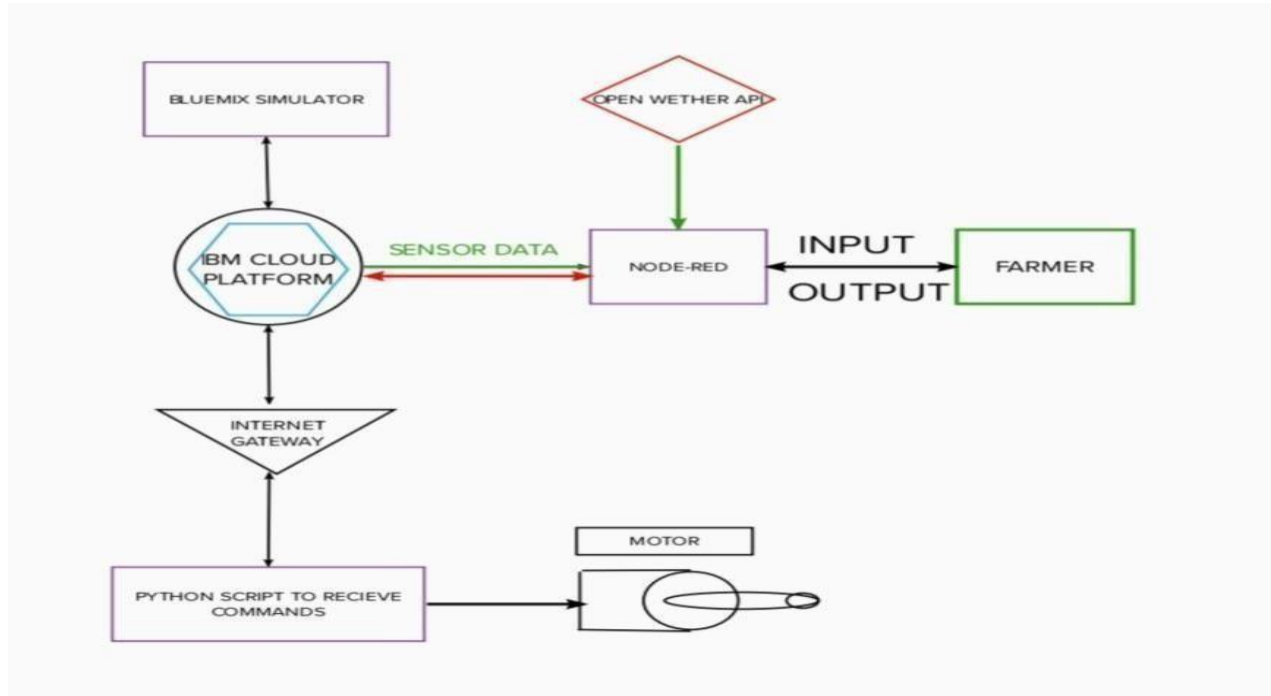 BLUEMIX SIMULATOR
OPEN WETHER API
IBM CLOUD
PLATFORM
SENSOR DATA
NODE-RED
INPUT
OUTPUT
FARMER
INTERNET
GATEWAY
MOTOR
PYTHON SCRIPT TO RECIEVE
COMMANDS